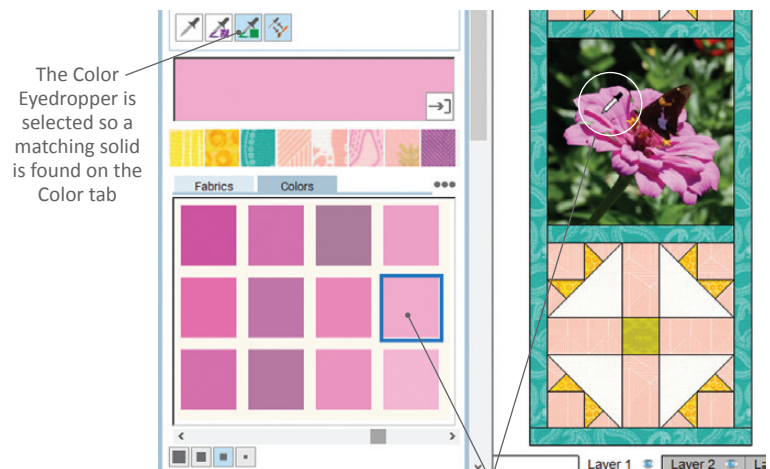 The Color
Eyedropper is
selected so a
matching solid
is found on the
Color tab
Fabrics Colors
Layer 1 Layer 2 La